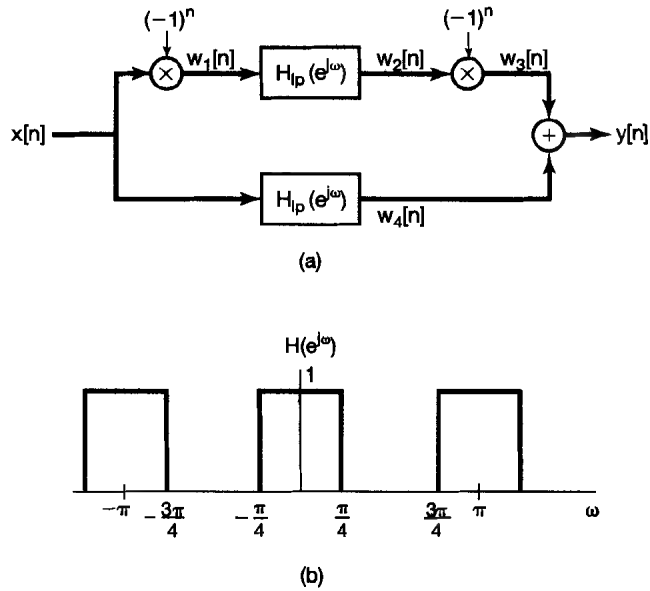 (−1)ⁿ (−1)ⁿ
× w₁[n] H_lp(e^jω) w₂[n] × w₃[n]
x[n] + y[n]
H_lp(e^jω) w₄[n]
(a)
H(e^jω)
1
−π −3π/4 −π/4 π/4 3π/4 π ω
(b)